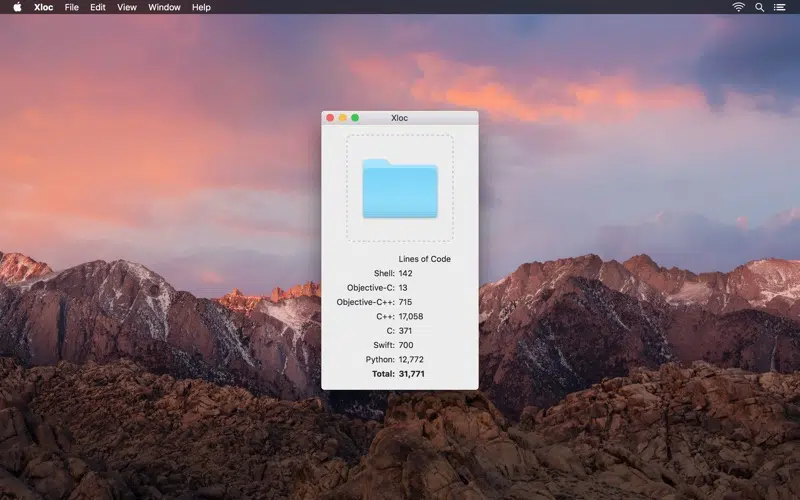 Xloc File Edit View Window Help
Xloc
Lines of Code
Shell: 142
Objective-C: 13
Objective-C++: 715
C++: 17,058
C: 371
Swift: 700
Python: 12,772
Total: 31,771